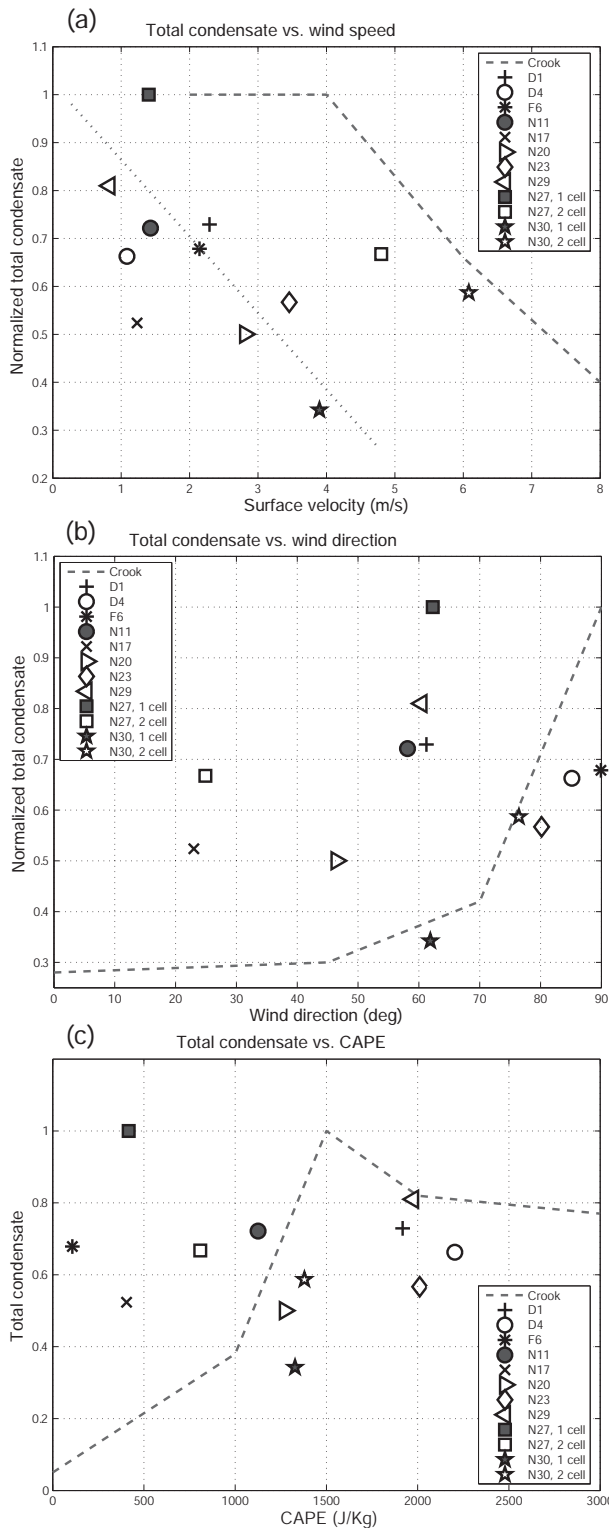 (a)
Total condensate vs. wind speed
1.1
1
0.9
0.8
0.7
0.6
0.5
0.4
0.3
0.2
Normalized total condensate
Crook
D1
D4
F6
N11
N17
N20
N23
N29
N27, 1 cell
N27, 2 cell
N30, 1 cell
N30, 2 cell
0 1 2 3 4 5 6 7 8
Surface velocity (m/s)
(b)
Total condensate vs. wind direction
1.1
1
0.9
0.8
0.7
0.6
0.5
0.4
0.3
Normalized total condensate
Crook
D1
D4
F6
N11
N17
N20
N23
N29
N27, 1 cell
N27, 2 cell
N30, 1 cell
N30, 2 cell
0 10 20 30 40 50 60 70 80 90
Wind direction (deg)
(c)
Total condensate vs. CAPE
1
0.8
0.6
0.4
0.2
0
Total condensate
Crook
D1
D4
F6
N11
N17
N20
N23
N29
N27, 1 cell
N27, 2 cell
N30, 1 cell
N30, 2 cell
0 500 1000 1500 2000 2500 3000
CAPE (J/Kg)